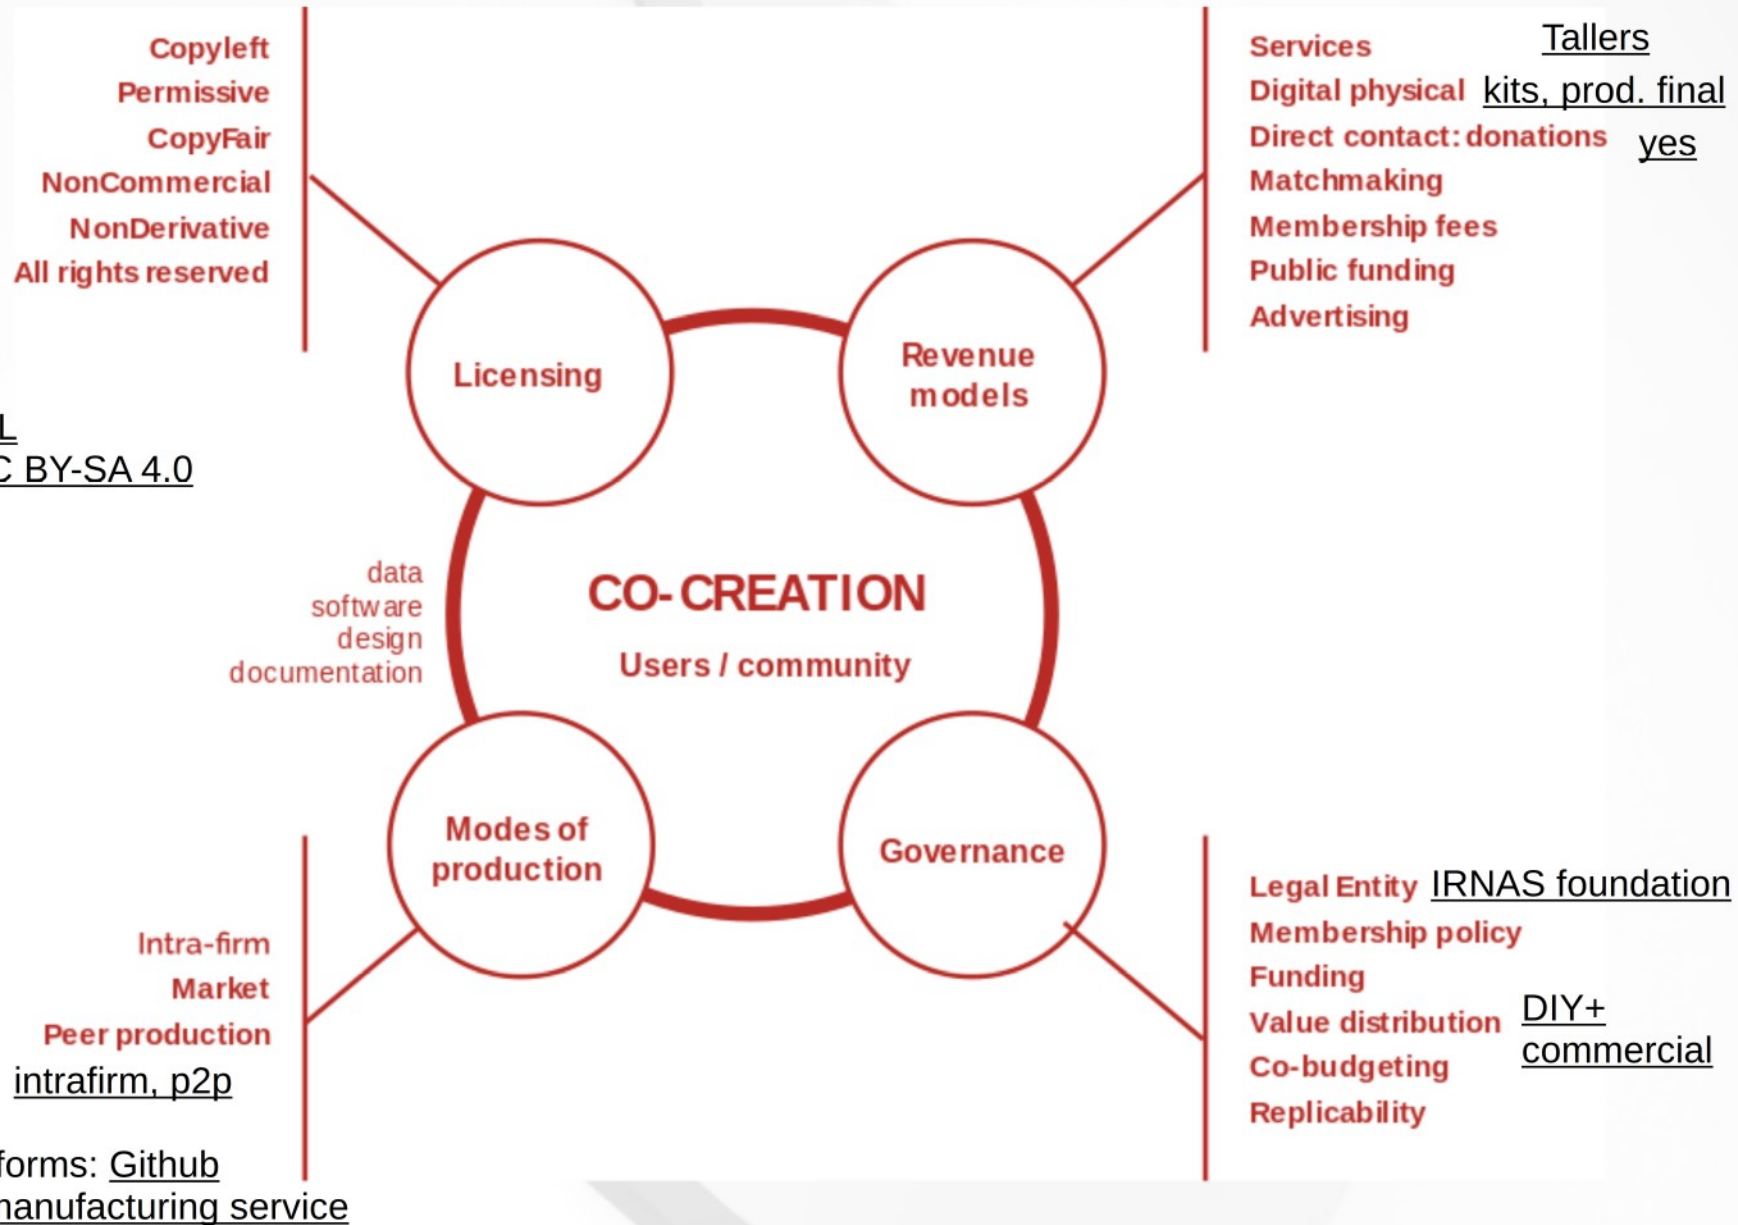 Copyleft
Permissive
CopyFair
NonCommercial
NonDerivative
All rights reserved
Services Tallers
Digital physical kits, prod. final
Direct contact: donations yes
Matchmaking
Membership fees
Public funding
Advertising
Licensing
Revenue
models
L
C BY-SA 4.0
data
software
design
documentation
CO-CREATION
Users / community
Modes of
production
Governance
Intra-firm
Market
Peer production
intrafirm, p2p
forms: Github
manufacturing service
Legal Entity IRNAS foundation
Membership policy
Funding
Value distribution DIY+
commercial
Co-budgeting
Replicability